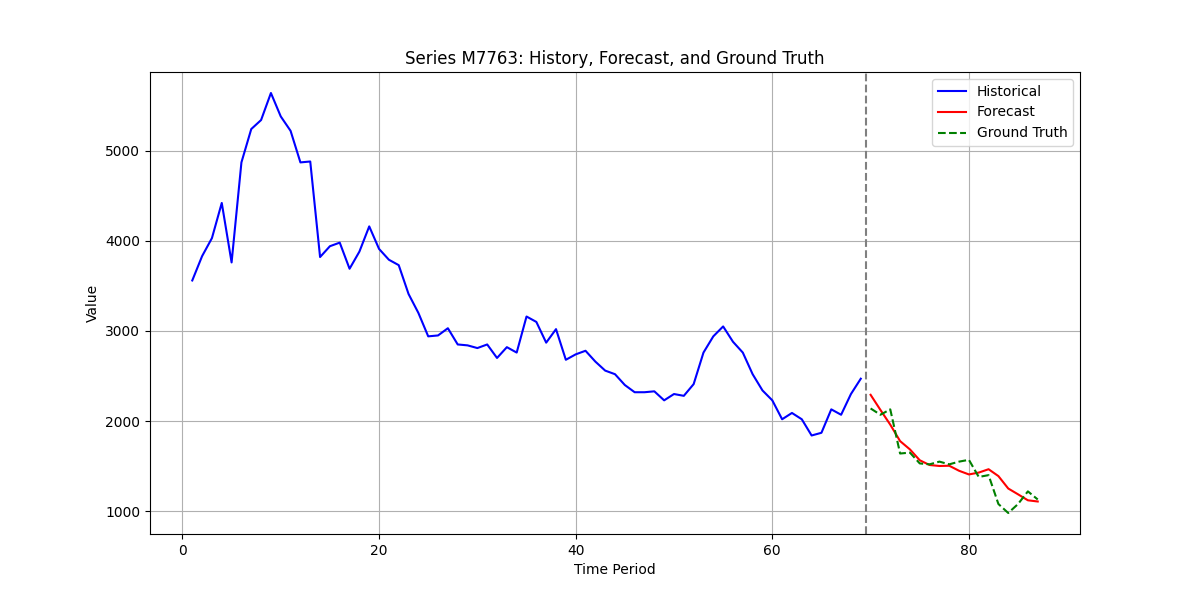 Series M7763: History, Forecast, and Ground Truth
Historical
Forecast
Ground Truth
Value
5000
4000
3000
2000
1000
0
20
40
60
80
Time Period